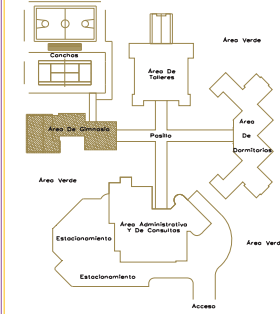 Área Verde
Canchas
Área De
Talleres
Área De Gimnasio
Pasillo
Área
De
Dormitorios
Área Verde
Área Administrativa
Y De Consultas
Estacionamiento
Área Verd
Estacionamiento
Acceso